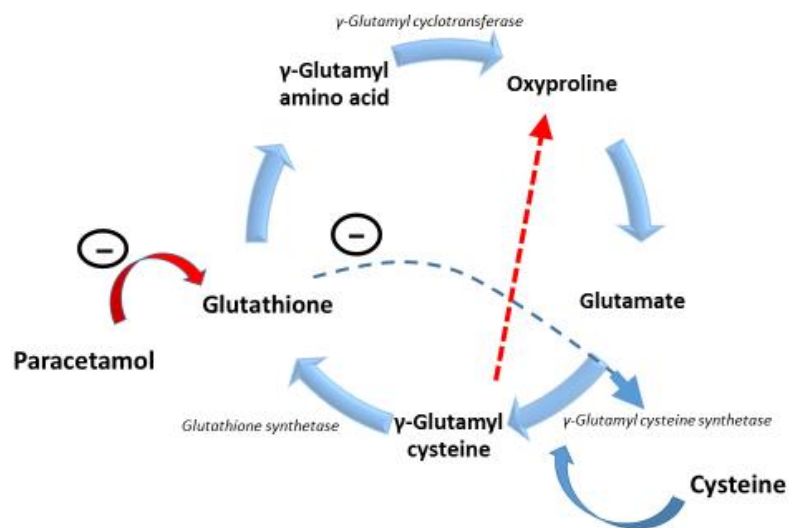 γ-Glutamyl cyclotransferase
γ-Glutamyl
amino acid
Oxyproline
−
−
Glutathione
Glutamate
Paracetamol
Glutathione synthetase
γ-Glutamyl
cysteine
γ-Glutamyl cysteine synthetase
Cysteine